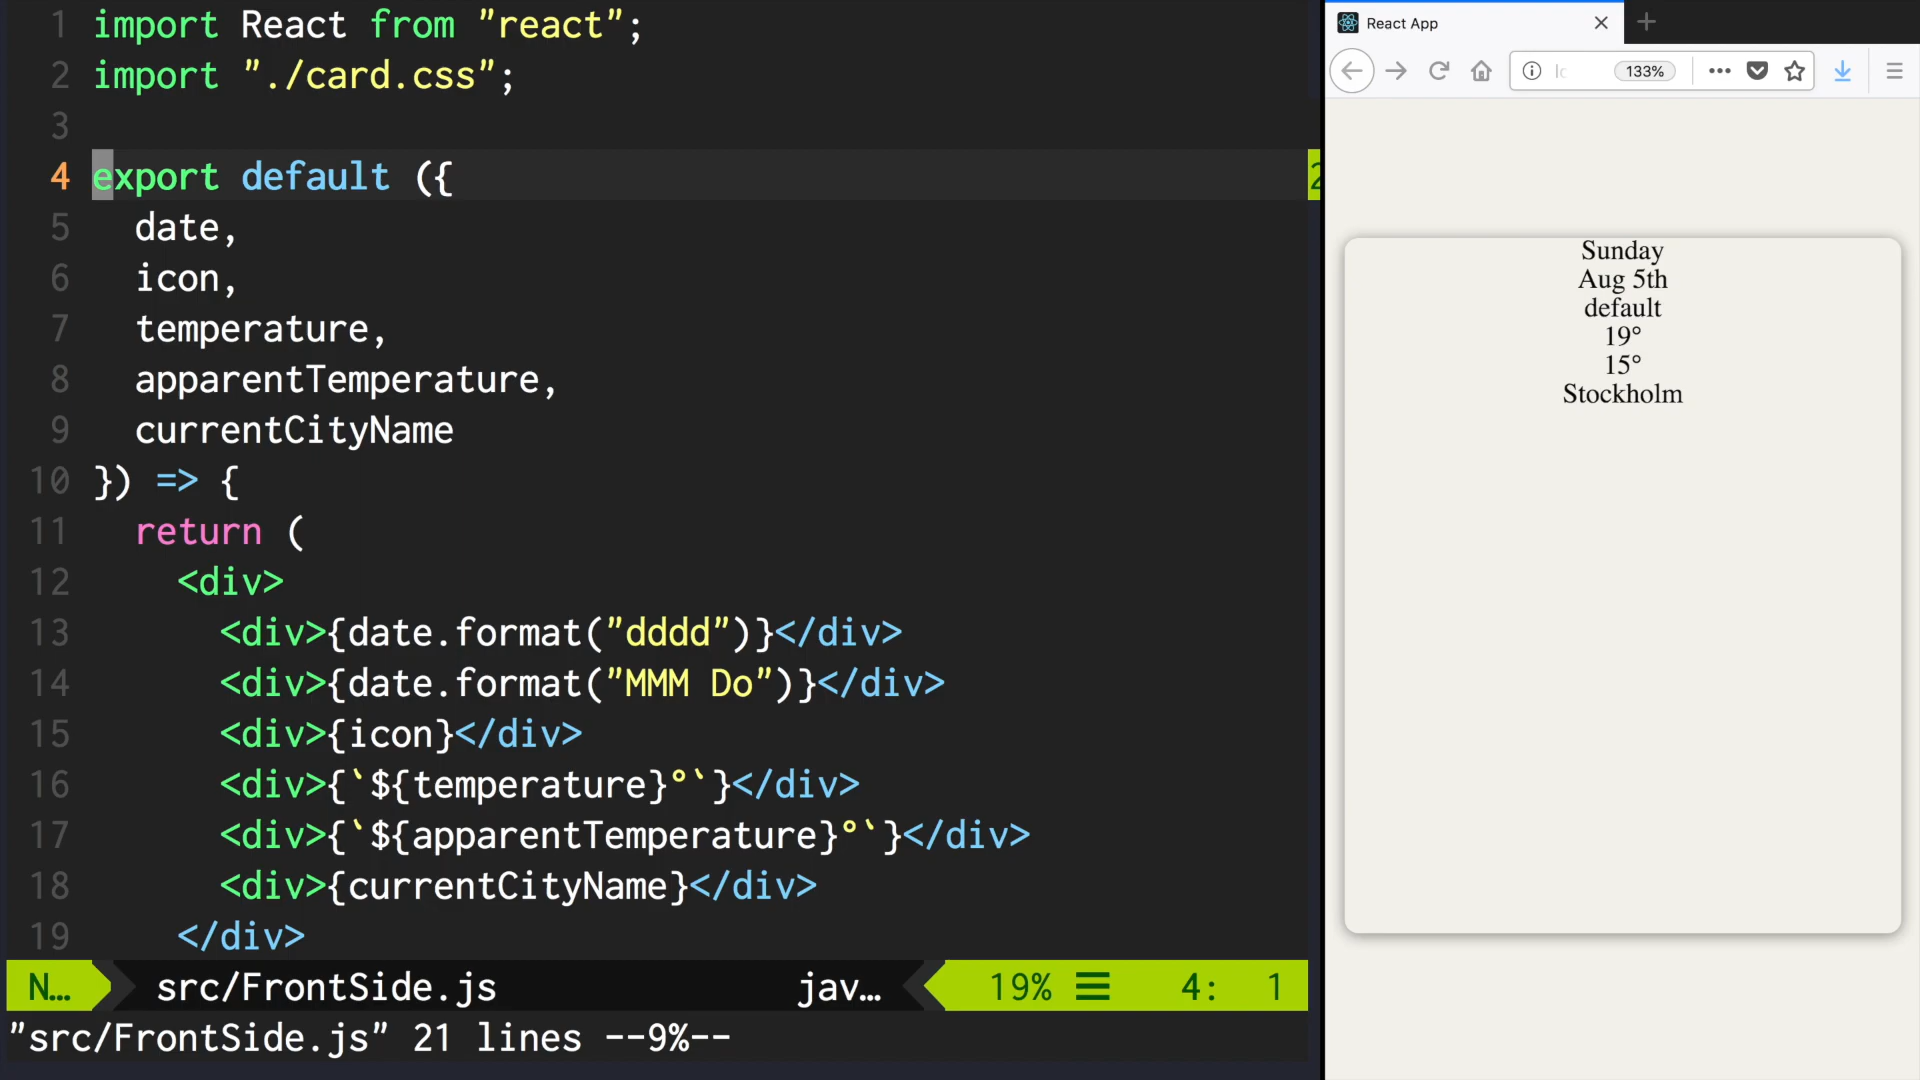 1 import React from "react";
2 import "./card.css";
3
4 export default ({
5 date,
6 icon,
7 temperature,
8 apparentTemperature,
9 currentCityName
10 }) => {
11 return (
12 <div>
13 <div>{date.format("dddd")}</div>
14 <div>{date.format("MMM Do")}</div>
15 <div>{icon}</div>
16 <div>{`${temperature}°`}</div>
17 <div>{`${apparentTemperature}°`}</div>
18 <div>{currentCityName}</div>
19 </div>
N… src/FrontSide.js jav… 19% ☰ 4: 1
"src/FrontSide.js" 21 lines --9%--
React App
133%
Sunday
Aug 5th
default
19°
15°
Stockholm